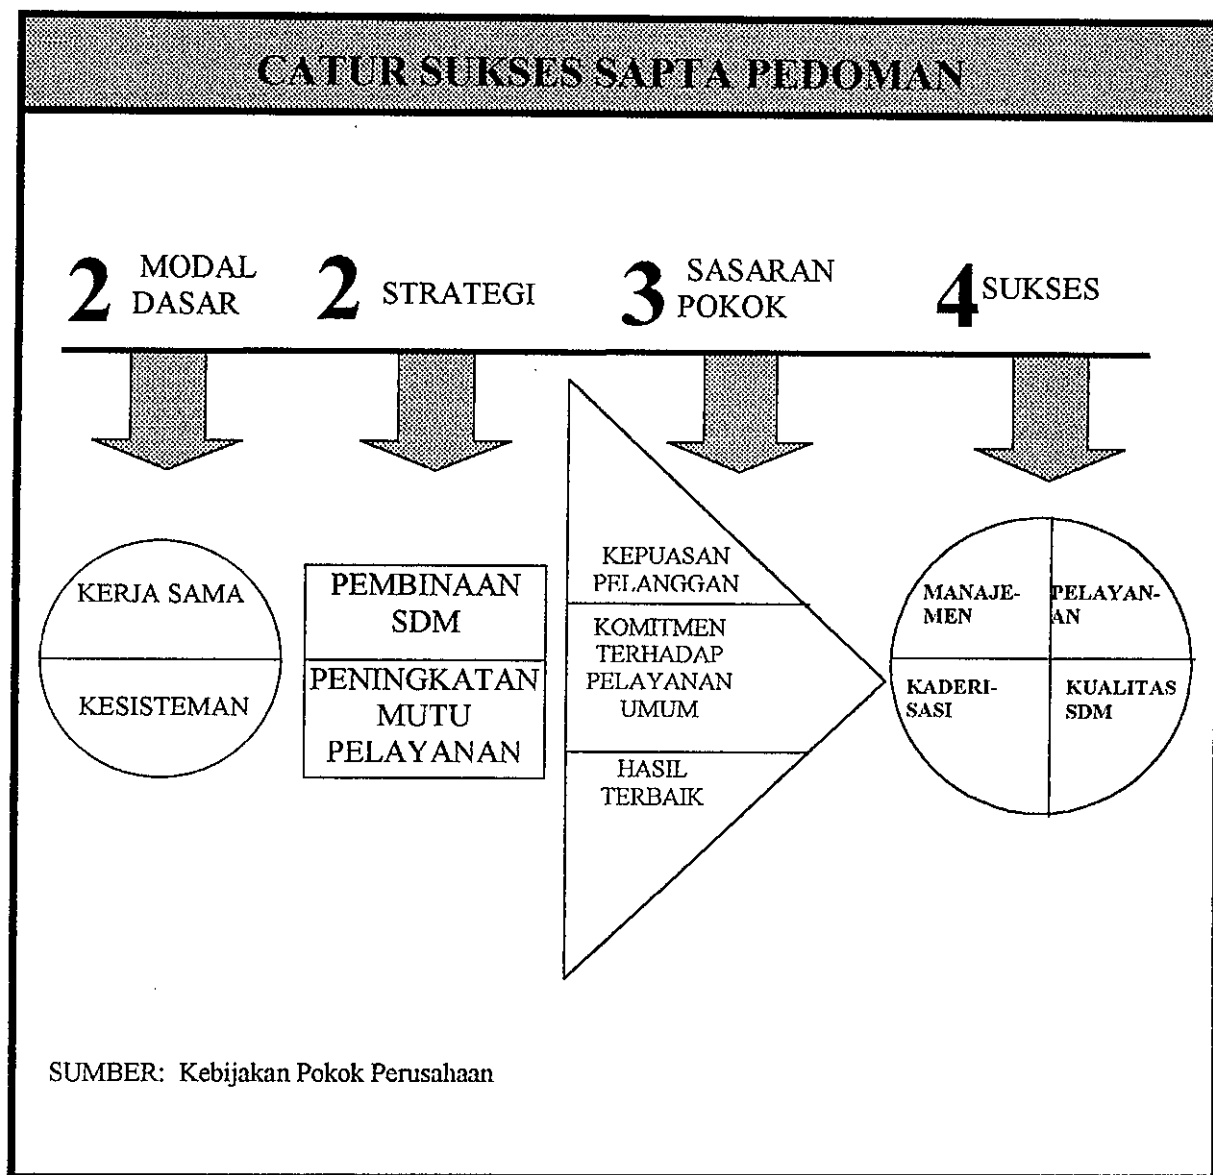 CATUR SUKSES SAPTA PEDOMAN
2 MODAL
DASAR
2 STRATEGI
3 SASARAN
POKOK
4 SUKSES
KERJA SAMA
KESISTEMAN
PEMBINAAN
SDM
PENINGKATAN
MUTU
PELAYANAN
KEPUASAN
PELANGGAN
KOMITMEN
TERHADAP
PELAYANAN
UMUM
HASIL
TERBAIK
MANAJE-
MEN
PELAYAN-
AN
KADERI-
SASI
KUALITAS
SDM
SUMBER: Kebijakan Pokok Perusahaan